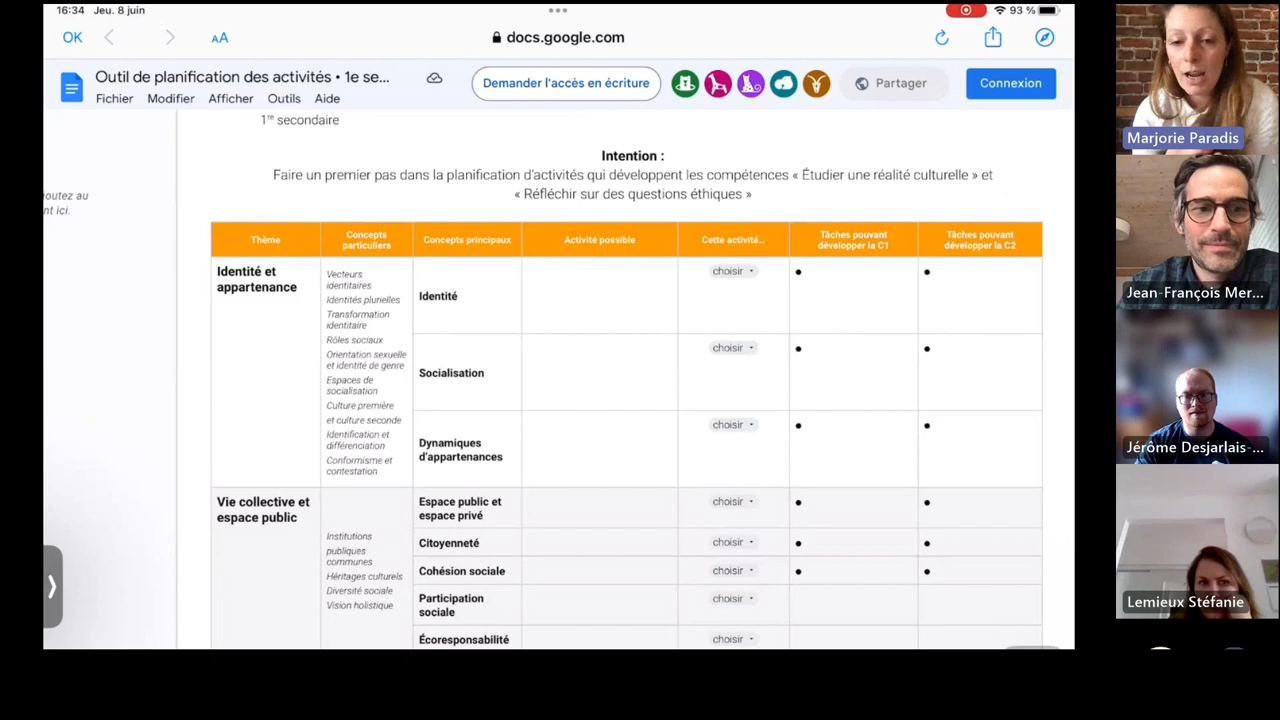 16:34 Jeu. 8 juin
93 %
OK
AA
docs.google.com
Outil de planification des activités • 1e se...
Demander l'accès en écriture
Partager
Connexion
Fichier Modifier Afficher Outils Aide
1re secondaire
joutez au
nt ici.
Intention :
Faire un premier pas dans la planification d'activités qui développent les compétences « Étudier une réalité culturelle » et
« Réfléchir sur des questions éthiques »
Thème
Concepts
particuliers
Concepts principaux
Activité possible
Cette activité...
Tâches pouvant
développer la C1
Tâches pouvant
développer la C2
Identité et
appartenance
Vecteurs
identitaires
Identités plurielles
Transformation
identitaire
Rôles sociaux
Orientation sexuelle
et identité de genre
Espaces de
socialisation
Culture première
et culture seconde
Identification et
différenciation
Conformisme et
contestation
Identité
choisir
Socialisation
choisir
Dynamiques
d'appartenances
choisir
Vie collective et
espace public
Institutions
publiques
communes
Héritages culturels
Diversité sociale
Vision holistique
Espace public et
espace privé
choisir
Citoyenneté
choisir
Cohésion sociale
choisir
Participation
sociale
choisir
Écoresponsabilité
choisir
Marjorie Paradis
Jean-François Mer...
Jérôme Desjarlais-...
Lemieux Stéfanie